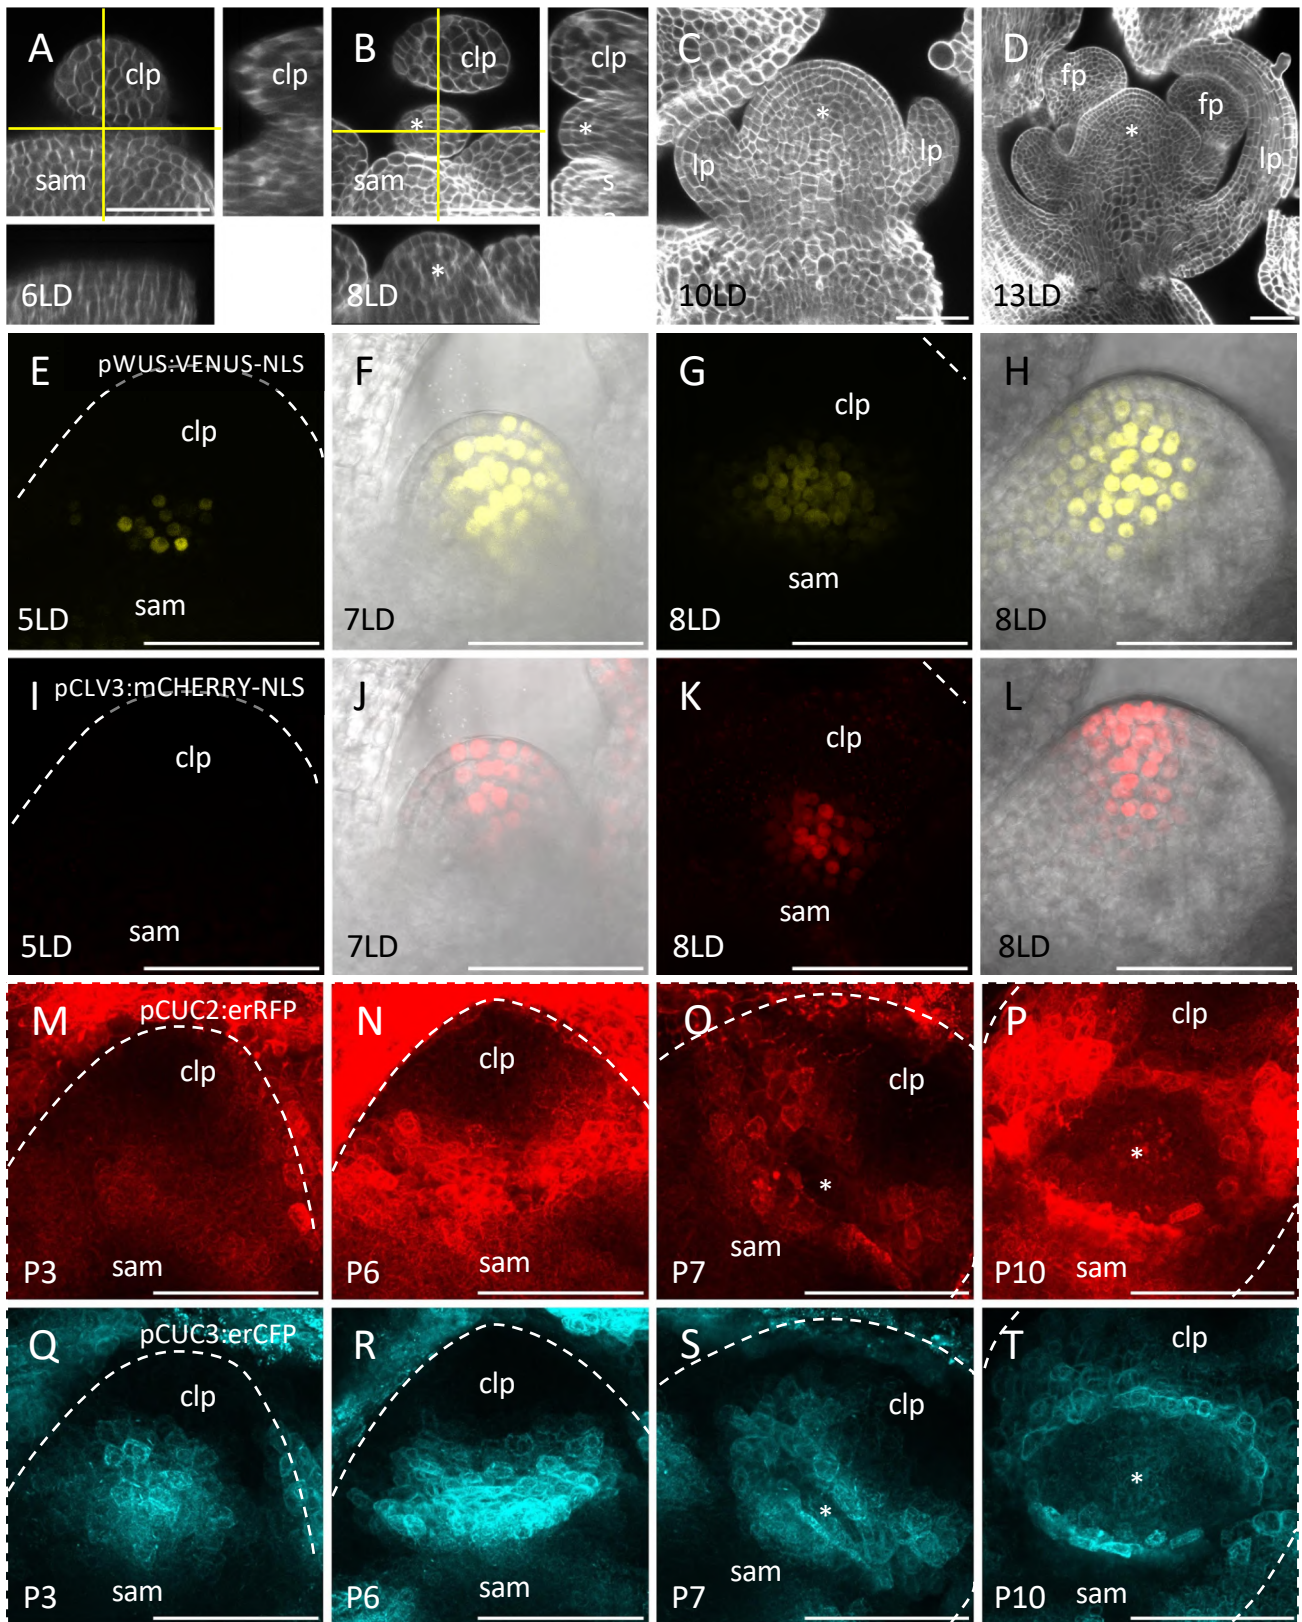 A
clp
sam
clp
6LD
B
clp
*
sam
clp
*
s
8LD
*
C
*
lp
lp
10LD
D
fp
fp
*
lp
13LD
E
pWUS:VENUS-NLS
clp
sam
5LD
F
7LD
G
clp
sam
8LD
H
8LD
I
pCLV3:mCHERRY-NLS
clp
sam
5LD
J
7LD
K
clp
sam
8LD
L
8LD
M
pCUC2:erRFP
clp
P3
sam
N
clp
P6
sam
O
clp
*
sam
P7
P
clp
*
P10
sam
Q
pCUC3:erCFP
clp
P3
sam
R
clp
P6
sam
S
clp
*
sam
P7
T
clp
*
P10
sam